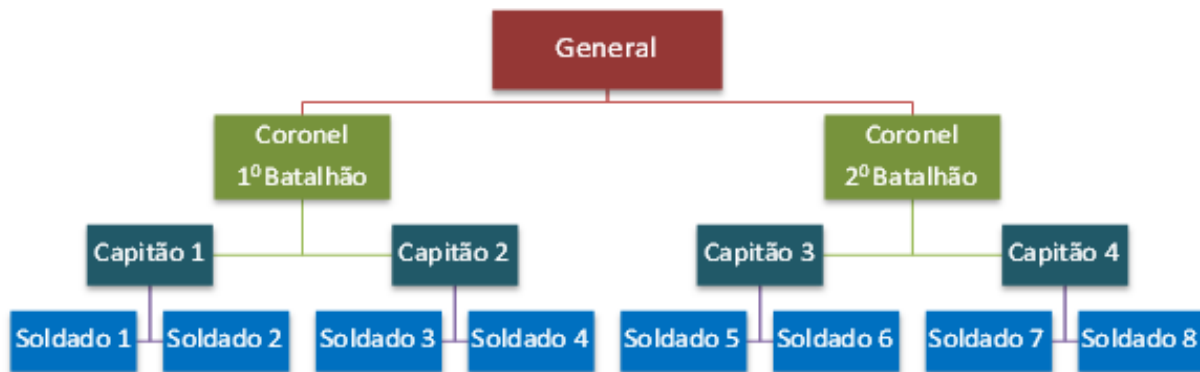 General
Coronel
1⁰ Batalhão
Coronel
2⁰ Batalhão
Capitão 1
Capitão 2
Capitão 3
Capitão 4
Soldado 1
Soldado 2
Soldado 3
Soldado 4
Soldado 5
Soldado 6
Soldado 7
Soldado 8